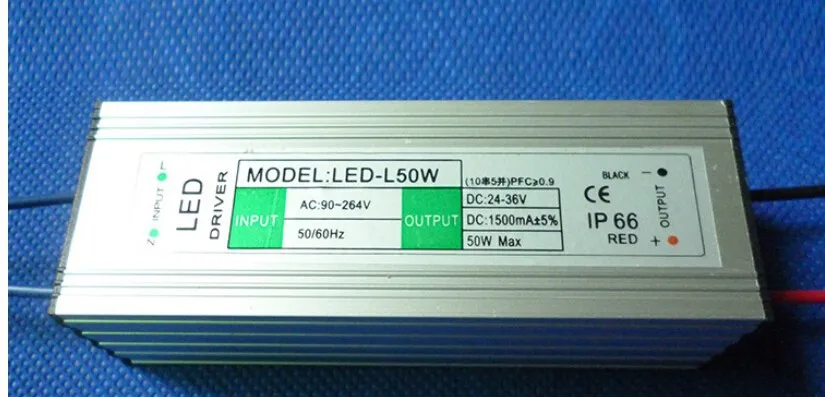 L
INPUT
N
LED
DRIVER
MODEL:LED-L50W
INPUT
AC:90~264V
50/60Hz
OUTPUT
(10串5并)PFC≥0.9
DC:24-36V
DC:1500mA±5%
50W Max
BLACK -
CE
IP 66
RED +
OUTPUT